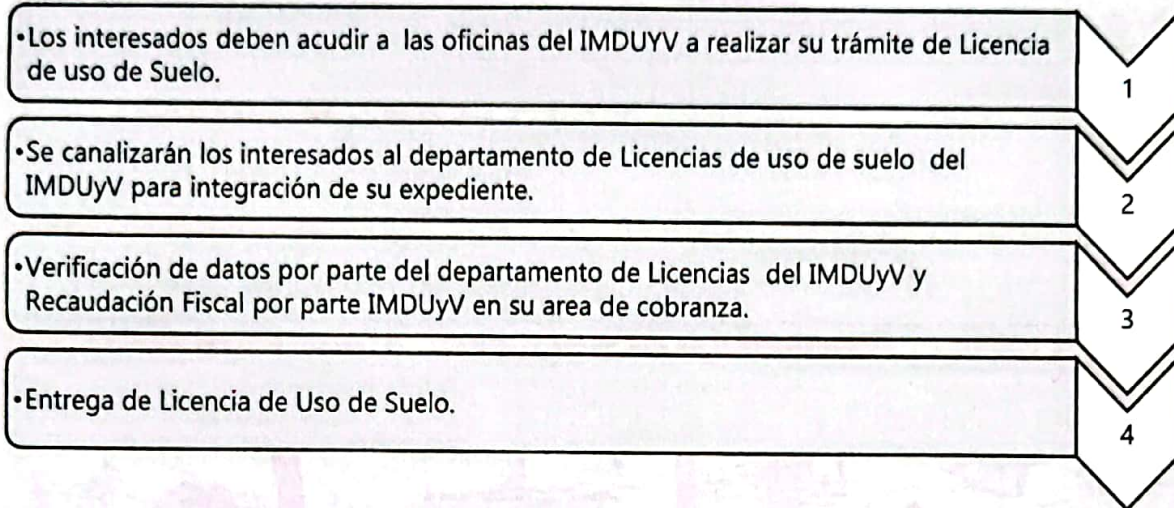 •Los interesados deben acudir a las oficinas del IMDUYV a realizar su trámite de Licencia
de uso de Suelo.
1
•Se canalizarán los interesados al departamento de Licencias de uso de suelo del
IMDUyV para integración de su expediente.
2
•Verificación de datos por parte del departamento de Licencias del IMDUyV y
Recaudación Fiscal por parte IMDUyV en su area de cobranza.
3
•Entrega de Licencia de Uso de Suelo.
4